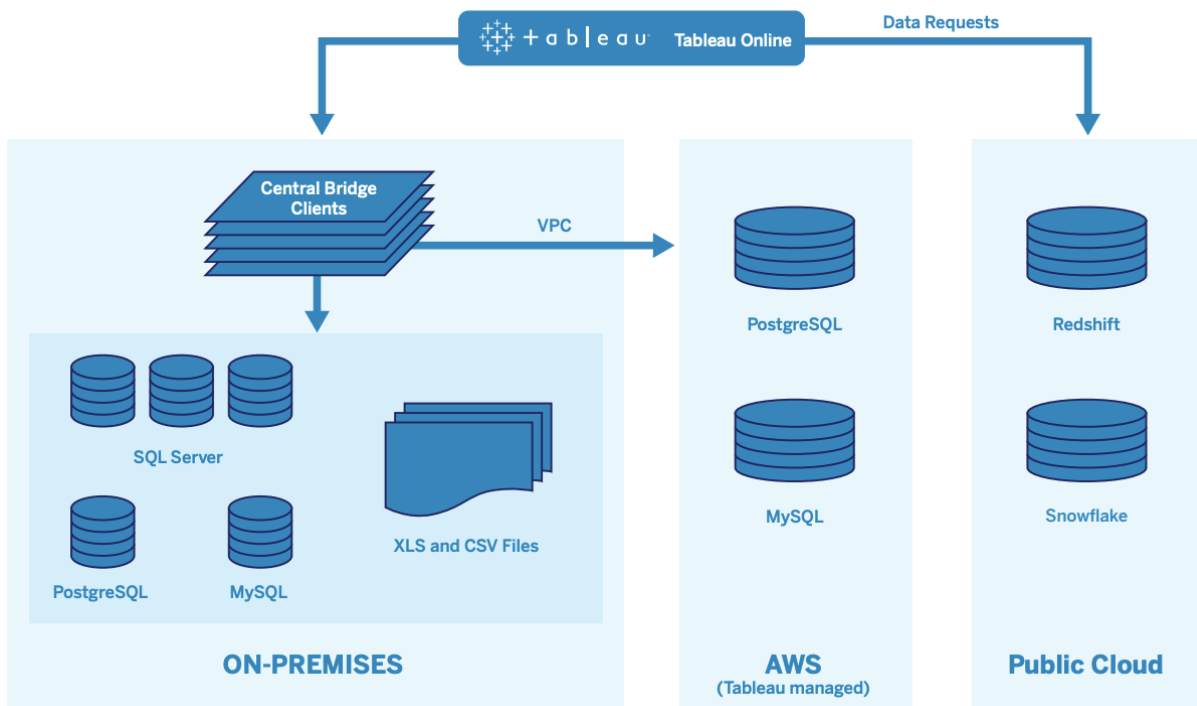 +ableau Tableau Online
Data Requests
Central Bridge
Clients
VPC
SQL Server
PostgreSQL
MySQL
XLS and CSV Files
ON-PREMISES
PostgreSQL
MySQL
AWS
(Tableau managed)
Redshift
Snowflake
Public Cloud